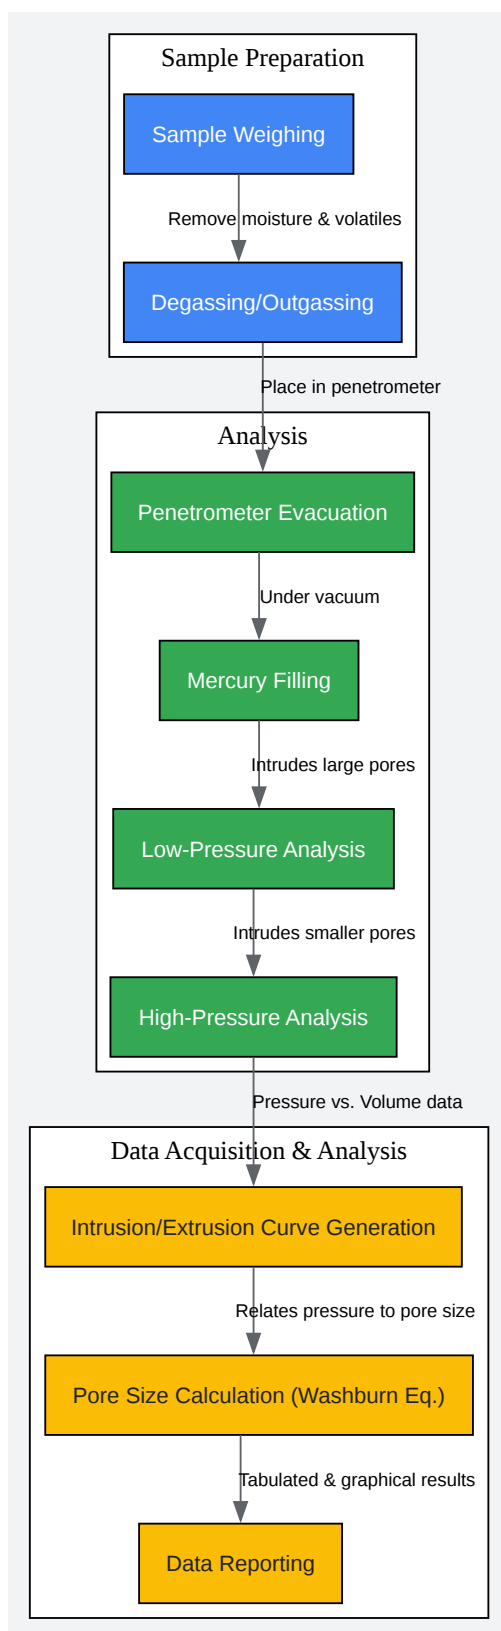 Sample Preparation
Sample Weighing
Remove moisture & volatiles
Degassing/Outgassing
Place in penetrometer
Analysis
Penetrometer Evacuation
Under vacuum
Mercury Filling
Intrudes large pores
Low-Pressure Analysis
Intrudes smaller pores
High-Pressure Analysis
Pressure vs. Volume data
Data Acquisition & Analysis
Intrusion/Extrusion Curve Generation
Relates pressure to pore size
Pore Size Calculation (Washburn Eq.)
Tabulated & graphical results
Data Reporting